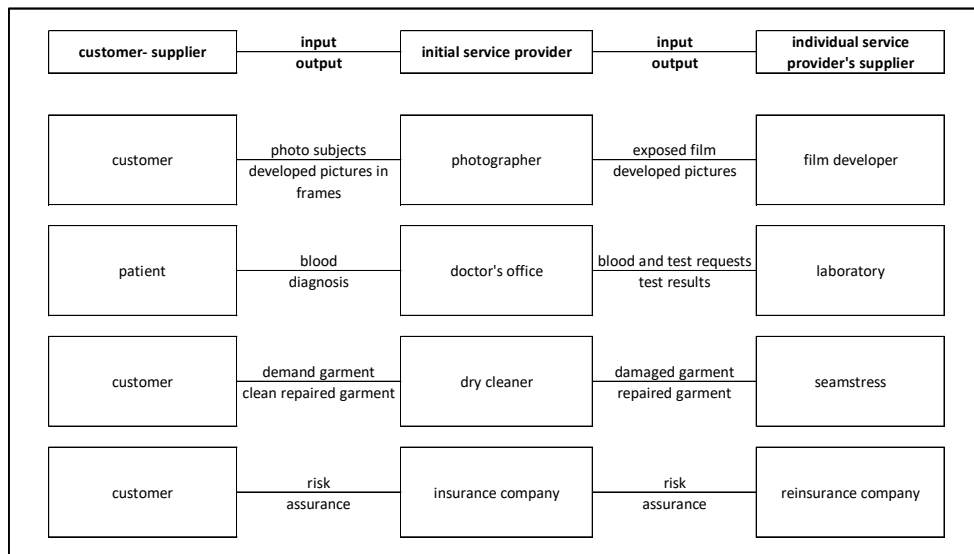 customer- supplier
input
output
initial service provider
input
output
individual service
provider's supplier
customer
photo subjects
developed pictures in
frames
photographer
exposed film
developed pictures
film developer
patient
blood
diagnosis
doctor's office
blood and test requests
test results
laboratory
customer
demand garment
clean repaired garment
dry cleaner
damaged garment
repaired garment
seamstress
customer
risk
assurance
insurance company
risk
assurance
reinsurance company